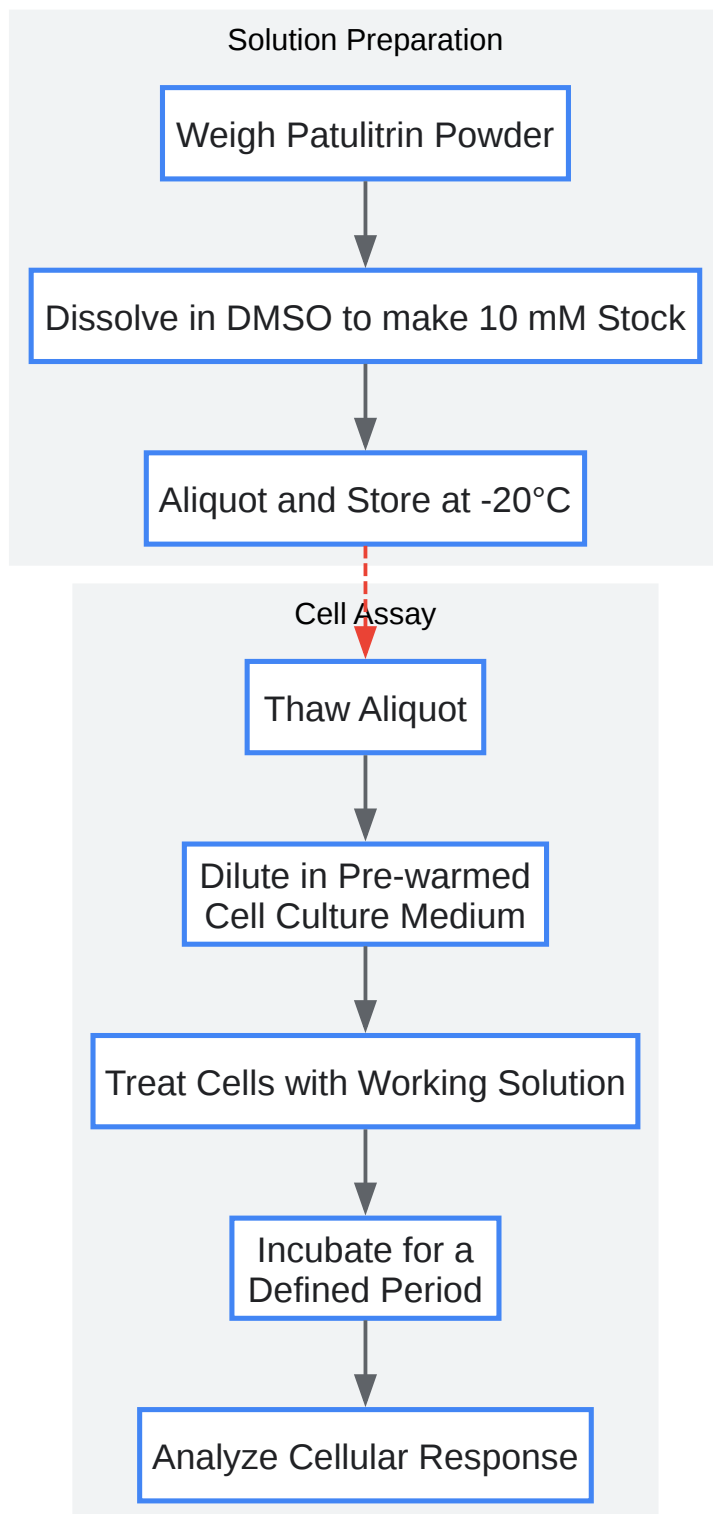 Solution Preparation
Weigh Patulitrin Powder
Dissolve in DMSO to make 10 mM Stock
Aliquot and Store at -20°C
Cell Assay
Thaw Aliquot
Dilute in Pre-warmed
Cell Culture Medium
Treat Cells with Working Solution
Incubate for a
Defined Period
Analyze Cellular Response